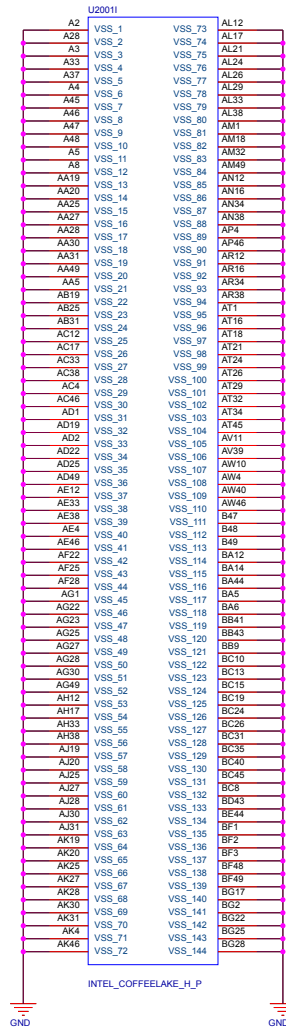 U2001I
A2 VSS_1 VSS_73 AL12
A28 VSS_2 VSS_74 AL17
A3 VSS_3 VSS_75 AL21
A33 VSS_4 VSS_76 AL24
A37 VSS_5 VSS_77 AL26
A4 VSS_6 VSS_78 AL29
A45 VSS_7 VSS_79 AL33
A46 VSS_8 VSS_80 AL38
A47 VSS_9 VSS_81 AM1
A48 VSS_10 VSS_82 AM18
A5 VSS_11 VSS_83 AM32
A8 VSS_12 VSS_84 AM49
AA19 VSS_13 VSS_85 AN12
AA20 VSS_14 VSS_86 AN16
AA25 VSS_15 VSS_87 AN34
AA27 VSS_16 VSS_88 AN38
AA28 VSS_17 VSS_89 AP4
AA30 VSS_18 VSS_90 AP46
AA31 VSS_19 VSS_91 AR12
AA49 VSS_20 VSS_92 AR16
AA5 VSS_21 VSS_93 AR34
AB19 VSS_22 VSS_94 AR38
AB25 VSS_23 VSS_95 AT1
AB31 VSS_24 VSS_96 AT16
AC12 VSS_25 VSS_97 AT18
AC17 VSS_26 VSS_98 AT21
AC33 VSS_27 VSS_99 AT24
AC38 VSS_28 VSS_100 AT26
AC4 VSS_29 VSS_101 AT29
AC46 VSS_30 VSS_102 AT32
AD1 VSS_31 VSS_103 AT34
AD19 VSS_32 VSS_104 AT45
AD2 VSS_33 VSS_105 AV11
AD22 VSS_34 VSS_106 AV39
AD25 VSS_35 VSS_107 AW10
AD49 VSS_36 VSS_108 AW4
AE12 VSS_37 VSS_109 AW40
AE33 VSS_38 VSS_110 AW46
AE38 VSS_39 VSS_111 B47
AE4 VSS_40 VSS_112 B48
AE46 VSS_41 VSS_113 B49
AF22 VSS_42 VSS_114 BA12
AF25 VSS_43 VSS_115 BA14
AF28 VSS_44 VSS_116 BA44
AG1 VSS_45 VSS_117 BA5
AG22 VSS_46 VSS_118 BA6
AG23 VSS_47 VSS_119 BB41
AG25 VSS_48 VSS_120 BB43
AG27 VSS_49 VSS_121 BB9
AG28 VSS_50 VSS_122 BC10
AG30 VSS_51 VSS_123 BC13
AG49 VSS_52 VSS_124 BC15
AH12 VSS_53 VSS_125 BC19
AH17 VSS_54 VSS_126 BC24
AH33 VSS_55 VSS_127 BC26
AH38 VSS_56 VSS_128 BC31
AJ19 VSS_57 VSS_129 BC35
AJ20 VSS_58 VSS_130 BC40
AJ25 VSS_59 VSS_131 BC45
AJ27 VSS_60 VSS_132 BC8
AJ28 VSS_61 VSS_133 BD43
AJ30 VSS_62 VSS_134 BE44
AJ31 VSS_63 VSS_135 BF1
AK19 VSS_64 VSS_136 BF2
AK20 VSS_65 VSS_137 BF3
AK25 VSS_66 VSS_138 BF48
AK27 VSS_67 VSS_139 BF49
AK28 VSS_68 VSS_140 BG17
AK30 VSS_69 VSS_141 BG2
AK31 VSS_70 VSS_142 BG22
AK4 VSS_71 VSS_143 BG25
AK46 VSS_72 VSS_144 BG28
INTEL_COFFEELAKE_H_P
GND GND